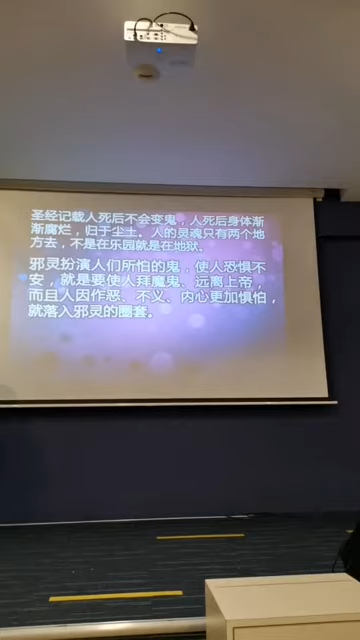 圣经记载人死后不会变鬼，人死后身体渐
渐腐烂，归于尘土。人的灵魂只有两个地
方去，不是在乐园就是在地狱。
邪灵扮演人们所怕的鬼，使人恐惧不
安，就是要使人拜魔鬼、远离上帝，
而且人因作恶、不义、内心更加惧怕，
就落入邪灵的圈套。